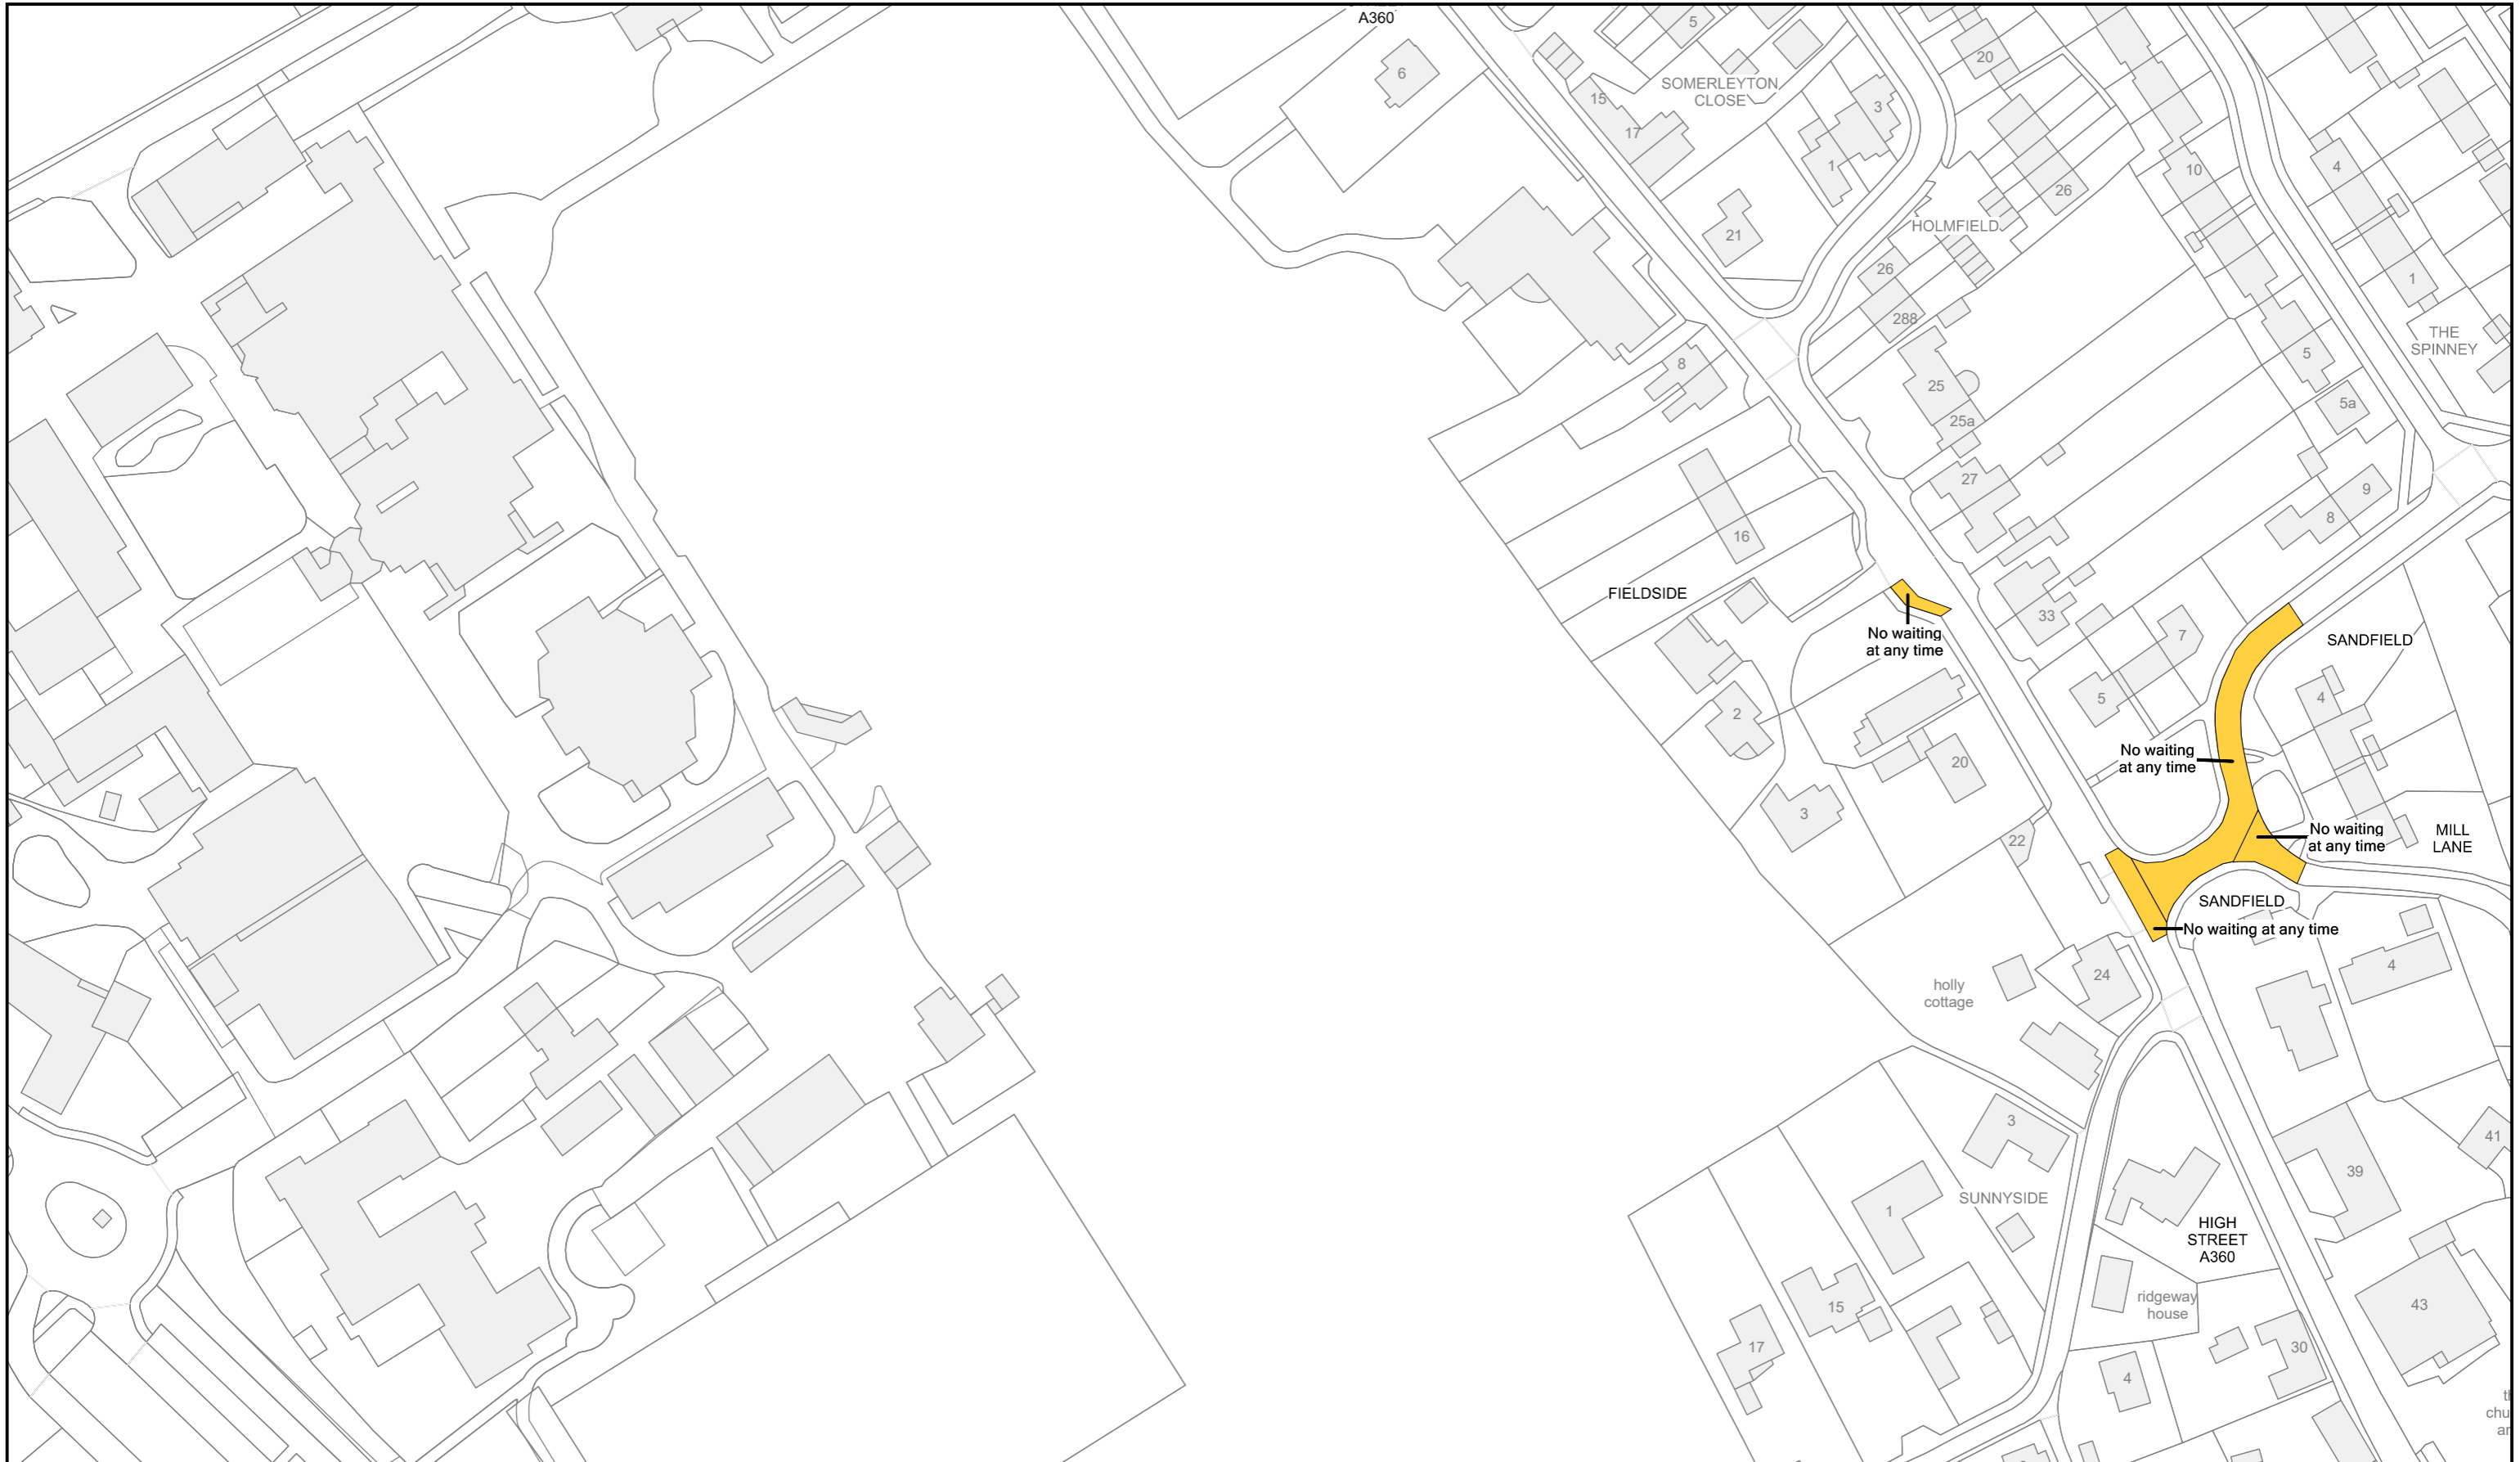 A360
5
20
6
SOMERLEYTON
CLOSE
15
17
3
1
10
4
26
21
HOLMFIELD
26
288
1
THE
SPINNEY
8
5
25
5a
25a
27
9
8
16
FIELDSIDE
33
No waiting
at any time
7
SANDFIELD
5
4
2
No waiting
at any time
20
3
22
No waiting
at any time
MILL
LANE
SANDFIELD
No waiting at any time
4
24
holly
cottage
3
41
39
SUNNYSIDE
1
HIGH
STREET
A360
ridgeway
house
15
43
17
30
4